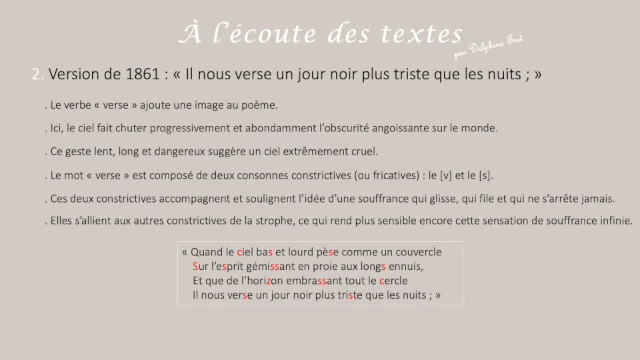 À l'écoute des textes
par Delphine Gest
2. Version de 1861 : « Il nous verse un jour noir plus triste que les nuits ; »
. Le verbe « verse » ajoute une image au poème.
. Ici, le ciel fait chuter progressivement et abondamment l'obscurité angoissante sur le monde.
. Ce geste lent, long et dangereux suggère un ciel extrêmement cruel.
. Le mot « verse » est composé de deux consonnes constrictives (ou fricatives) : le [v] et le [s].
. Ces deux constrictives accompagnent et soulignent l'idée d'une souffrance qui glisse, qui file et qui ne s'arrête jamais.
. Elles s'allient aux autres constrictives de la strophe, ce qui rend plus sensible encore cette sensation de souffrance infinie.
« Quand le ciel bas et lourd pèse comme un couvercle
Sur l'esprit gémissant en proie aux longs ennuis,
Et que de l'horizon embrassant tout le cercle
Il nous verse un jour noir plus triste que les nuits ; »